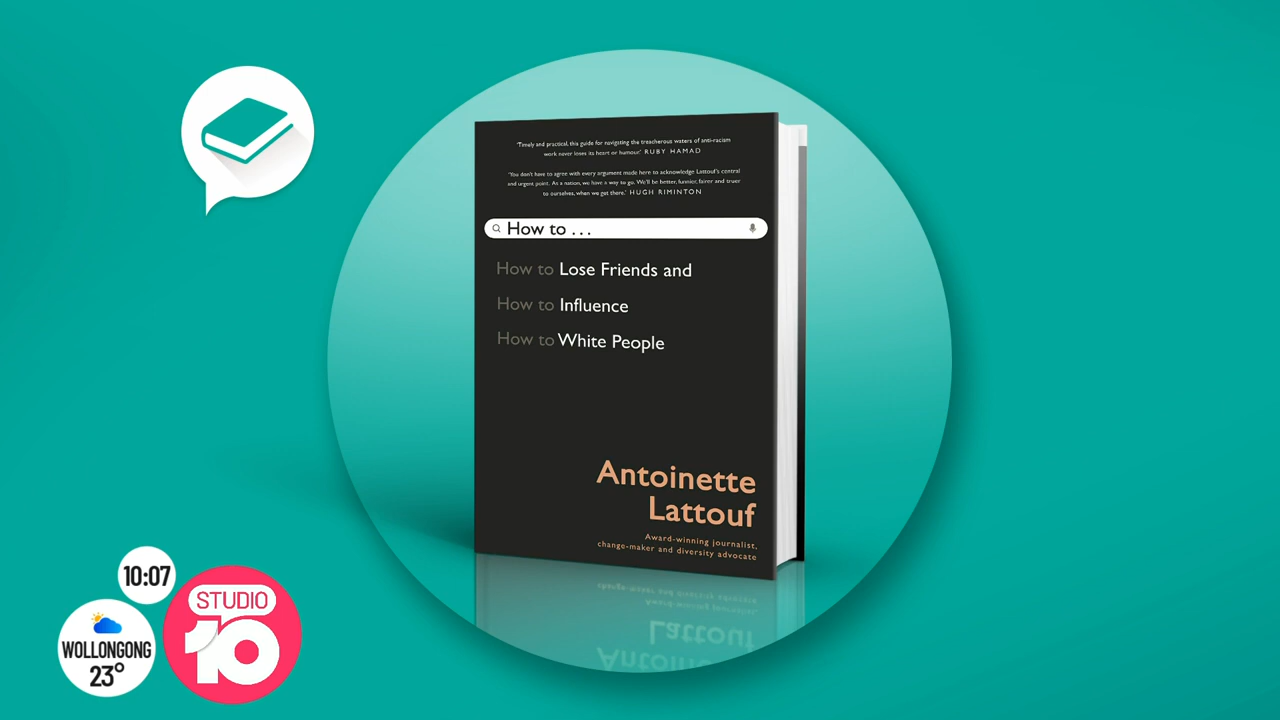 'Timely and practical, this guide for navigating the treacherous waters of anti-racism
work never loses its heart or humour.' RUBY HAMAD
'You don't have to agree with every argument made here to acknowledge Lattouf's central
and urgent point. As a nation, we have a way to go. We'll be better, funnier, fairer and truer
to ourselves, when we get there.' HUGH RIMINTON
How to ...
How to Lose Friends and
How to Influence
How to White People
Antoinette
Lattouf
Award-winning journalist,
change-maker and diversity advocate
10:07
WOLLONGONG
23°
STUDIO
10